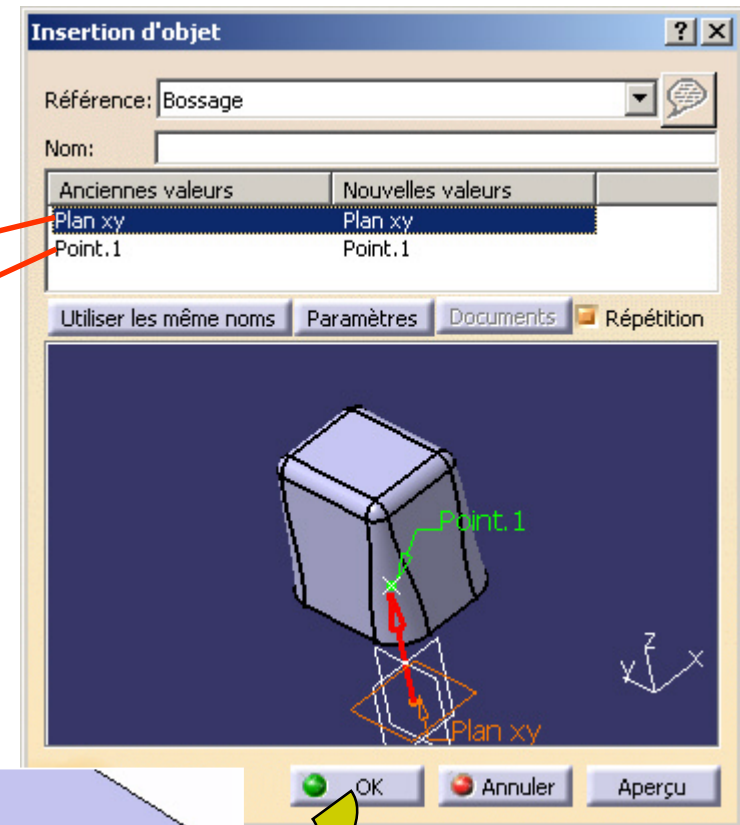 Insertion d'objet
Référence: Bossage
Nom:
Anciennes valeurs Nouvelles valeurs
Plan xy Plan xy
Point.1 Point.1
Utiliser les même noms Paramètres Documents Répétition
Point.1
z
y x
Plan xy
OK Annuler Aperçu